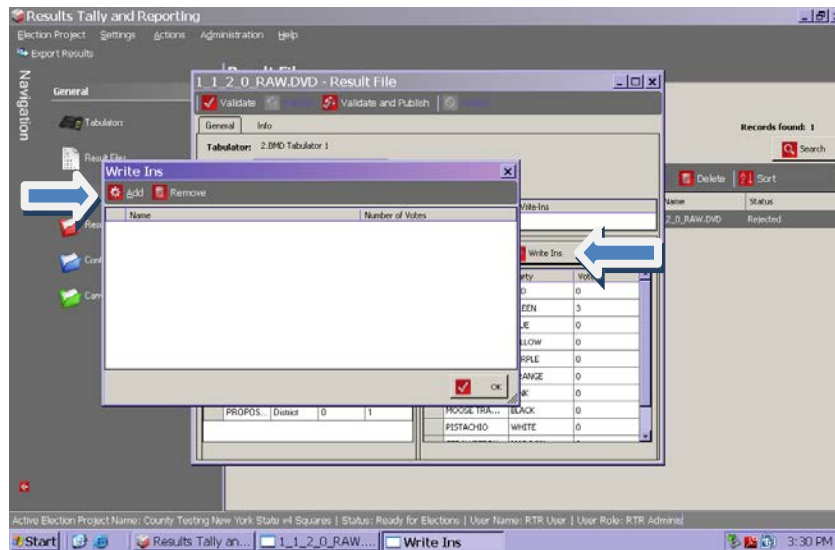 Results Tally and Reporting
Election Project Settings Actions Administration Help
Export Results
Navigation
General
Tabulators
Result Files
1_1_2_0_RAW.DVD - Result File
Validate Validate and Publish
General Info
Tabulator: 2.BMD Tabulator 1
Records found: 1
Search
Delete Sort
Name Status
2_0_RAW.DVD Rejected
Write Ins
Add Remove
Name Number of Votes
OK
Write-Ins
Write Ins
Party Votes
0
3
0
0
0
0
0
PROPOS... District 0 1
MOOSE TRA... BLACK 0
PISTACHIO WHITE 0
Active Election Project Name: County Testing New York State v4 Squares | Status: Ready for Elections | User Name: RTR User | User Role: RTR Adminis
Start Results Tally an... 1_1_2_0_RAW.... Write Ins 3:30 PM